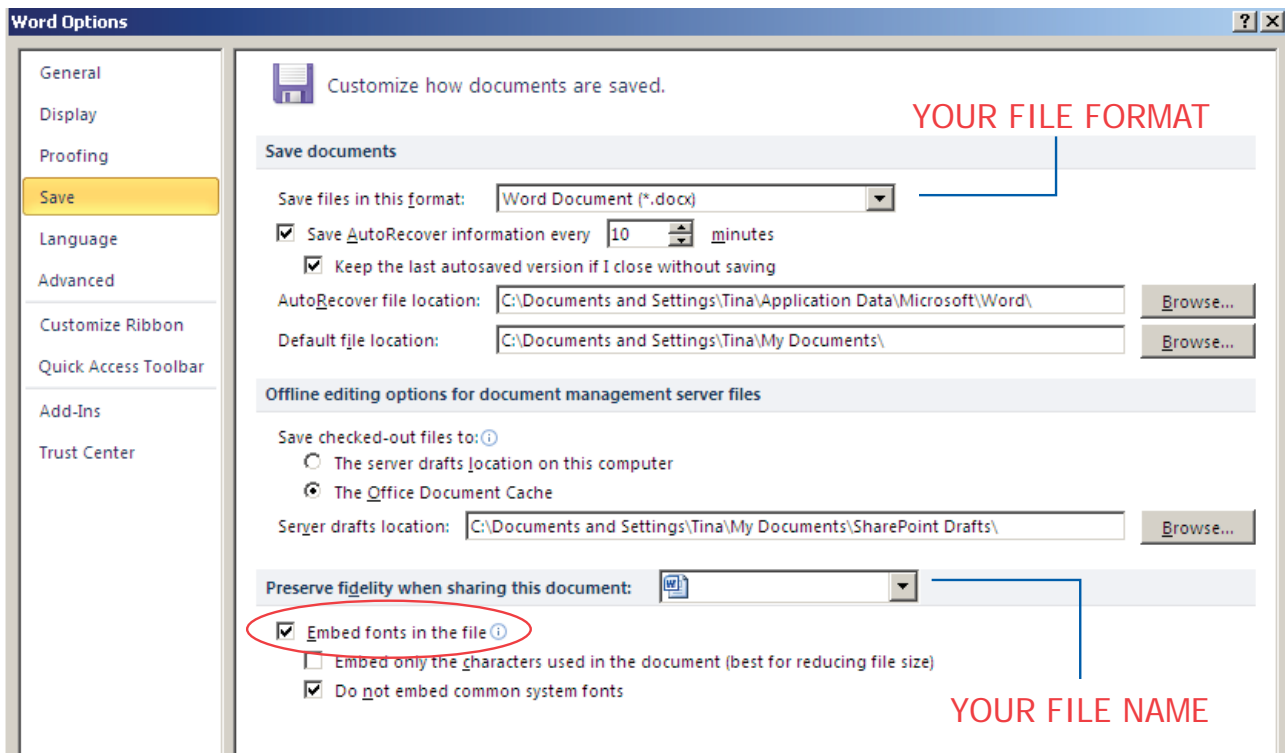 Word Options
General
Display
Proofing
Save
Language
Advanced
Customize Ribbon
Quick Access Toolbar
Add-Ins
Trust Center
Customize how documents are saved.
YOUR FILE FORMAT
Save documents
Save files in this format: Word Document (*.docx)
Save AutoRecover information every 10 minutes
Keep the last autosaved version if I close without saving
AutoRecover file location: C:\Documents and Settings\Tina\Application Data\Microsoft\Word\ Browse...
Default file location: C:\Documents and Settings\Tina\My Documents\ Browse...
Offline editing options for document management server files
Save checked-out files to:
The server drafts location on this computer
The Office Document Cache
Server drafts location: C:\Documents and Settings\Tina\My Documents\SharePoint Drafts\ Browse...
Preserve fidelity when sharing this document:
Embed fonts in the file
Embed only the characters used in the document (best for reducing file size)
Do not embed common system fonts
YOUR FILE NAME